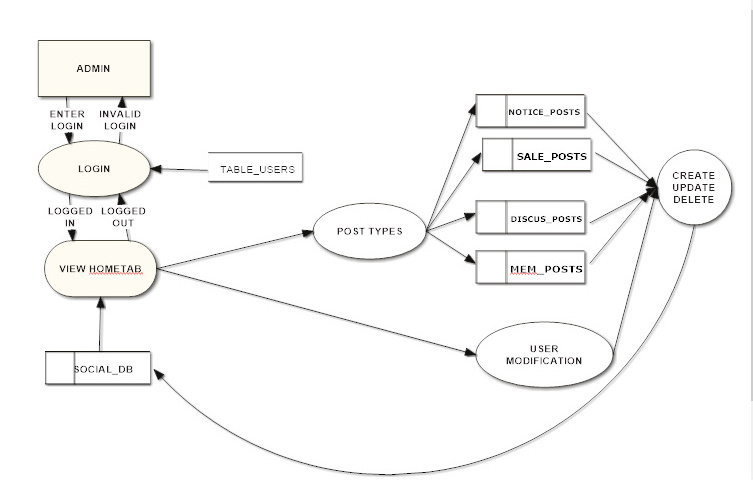 ADMIN
ENTER
LOGIN
INVALID
LOGIN
LOGIN
TABLE_USERS
LOGGED
IN
LOGGED
OUT
VIEW HOMETAB
SOCIAL_DB
POST TYPES
NOTICE_POSTS
SALE_POSTS
DISCUS_POSTS
MEM_POSTS
USER
MODIFICATION
CREATE
UPDATE
DELETE